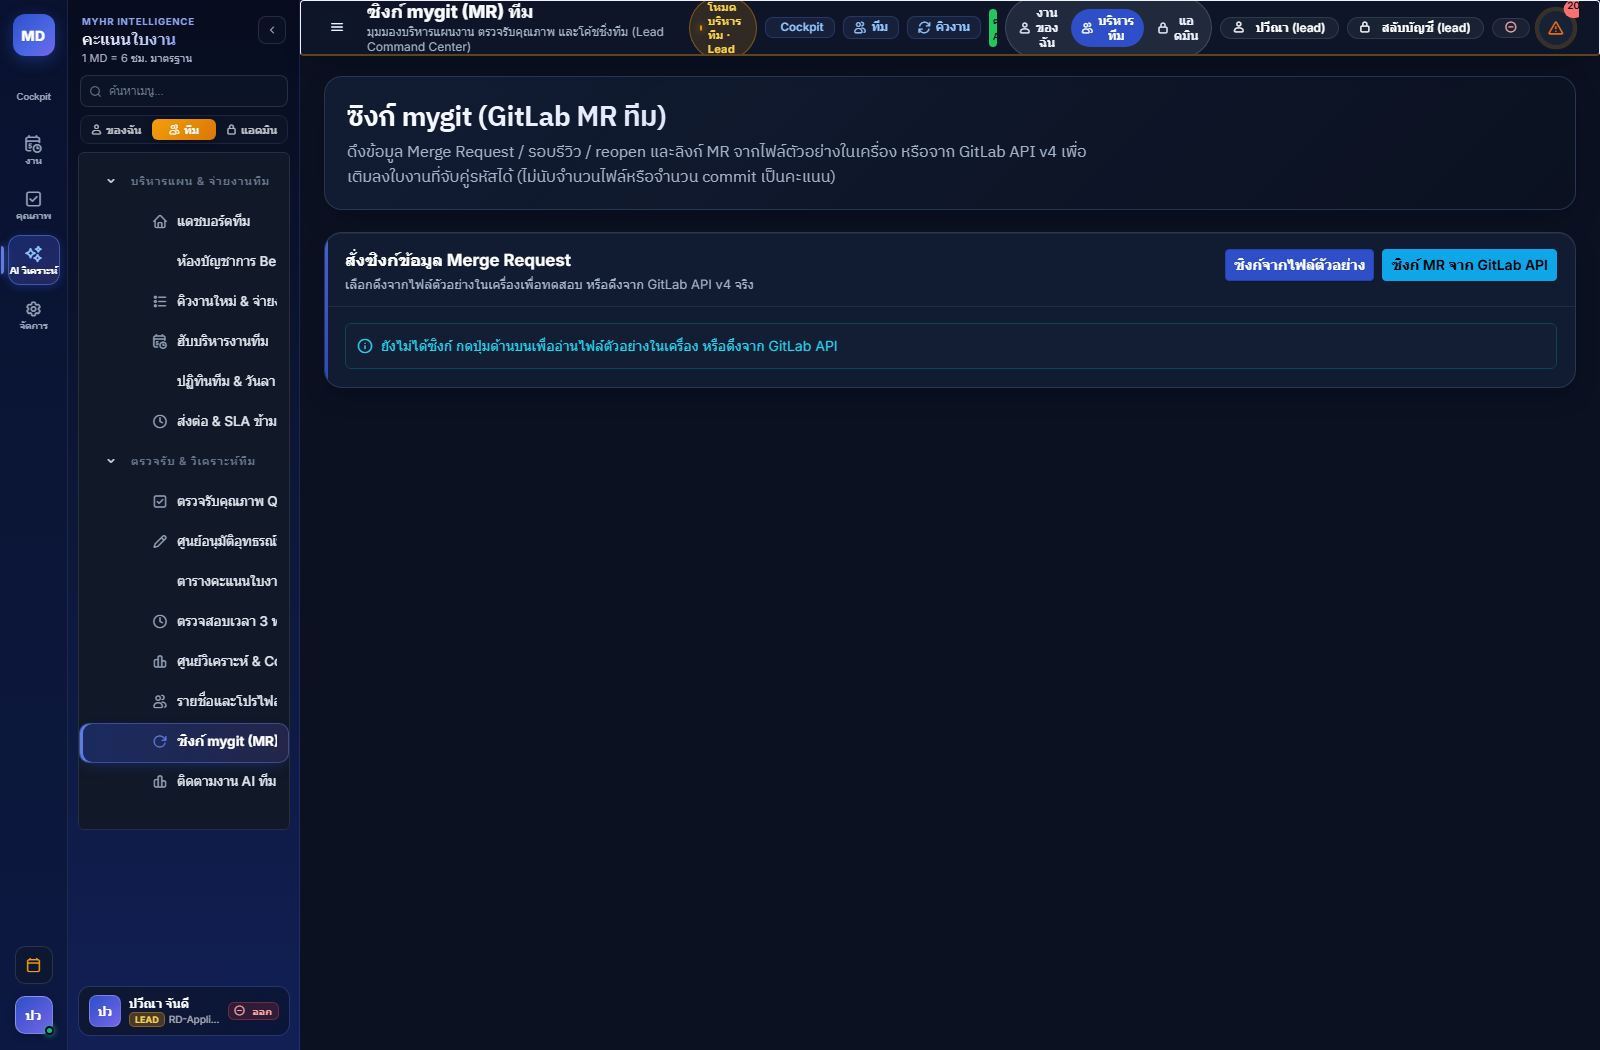 MD
Cockpit
งาน
คุณภาพ
AI วิเคราะห์
จัดการ
ปว
MYHR INTELLIGENCE
คะแนนใบงาน
1 MD = 6 ชม. มาตรฐาน
ค้นหาเมนู...
ของฉัน
ทีม
แอดมิน
บริหารแผน & จ่ายงานทีม
แดชบอร์ดทีม
ห้องบัญชาการ Be
คิวงานใหม่ & จ่ายง
ฮับบริหารงานทีม
ปฏิทินทีม & วันลา
ส่งต่อ & SLA ข้าม
ตรวจรับ & วิเคราะห์ทีม
ตรวจรับคุณภาพ Q
ศูนย์อนุมัติอุทธรณ์
ตารางคะแนนใบงา
ตรวจสอบเวลา 3 ท
ศูนย์วิเคราะห์ & Co
รายชื่อและโปรไฟล
ซิงก์ mygit (MR)
ติดตามงาน AI ทีม
ปว
ปวีณา จันดี
LEAD RD-Appli...
ออก
ซิงก์ mygit (MR) ทีม
มุมมองบริหารแผนงาน ตรวจรับคุณภาพ และโค้ชชิ่งทีม (Lead
Command Center)
โหมด
บริหาร
ทีม ·
Lead
Cockpit
ทีม
คิวงาน
งาน
ของ
ฉัน
บริหาร
ทีม
แอ
ดมิน
ปวีณา (lead)
สลับบัญชี (lead)
20
ซิงก์ mygit (GitLab MR ทีม)
ดึงข้อมูล Merge Request / รอบรีวิว / reopen และลิงก์ MR จากไฟล์ตัวอย่างในเครื่อง หรือจาก GitLab API v4 เพื่อ
เติมลงใบงานที่จับคู่รหัสได้ (ไม่นับจำนวนไฟล์หรือจำนวน commit เป็นคะแนน)
สั่งซิงก์ข้อมูล Merge Request
เลือกดึงจากไฟล์ตัวอย่างในเครื่องเพื่อทดสอบ หรือดึงจาก GitLab API v4 จริง
ซิงก์จากไฟล์ตัวอย่าง
ซิงก์ MR จาก GitLab API
ยังไม่ได้ซิงก์ กดปุ่มด้านบนเพื่ออ่านไฟล์ตัวอย่างในเครื่อง หรือดึงจาก GitLab API